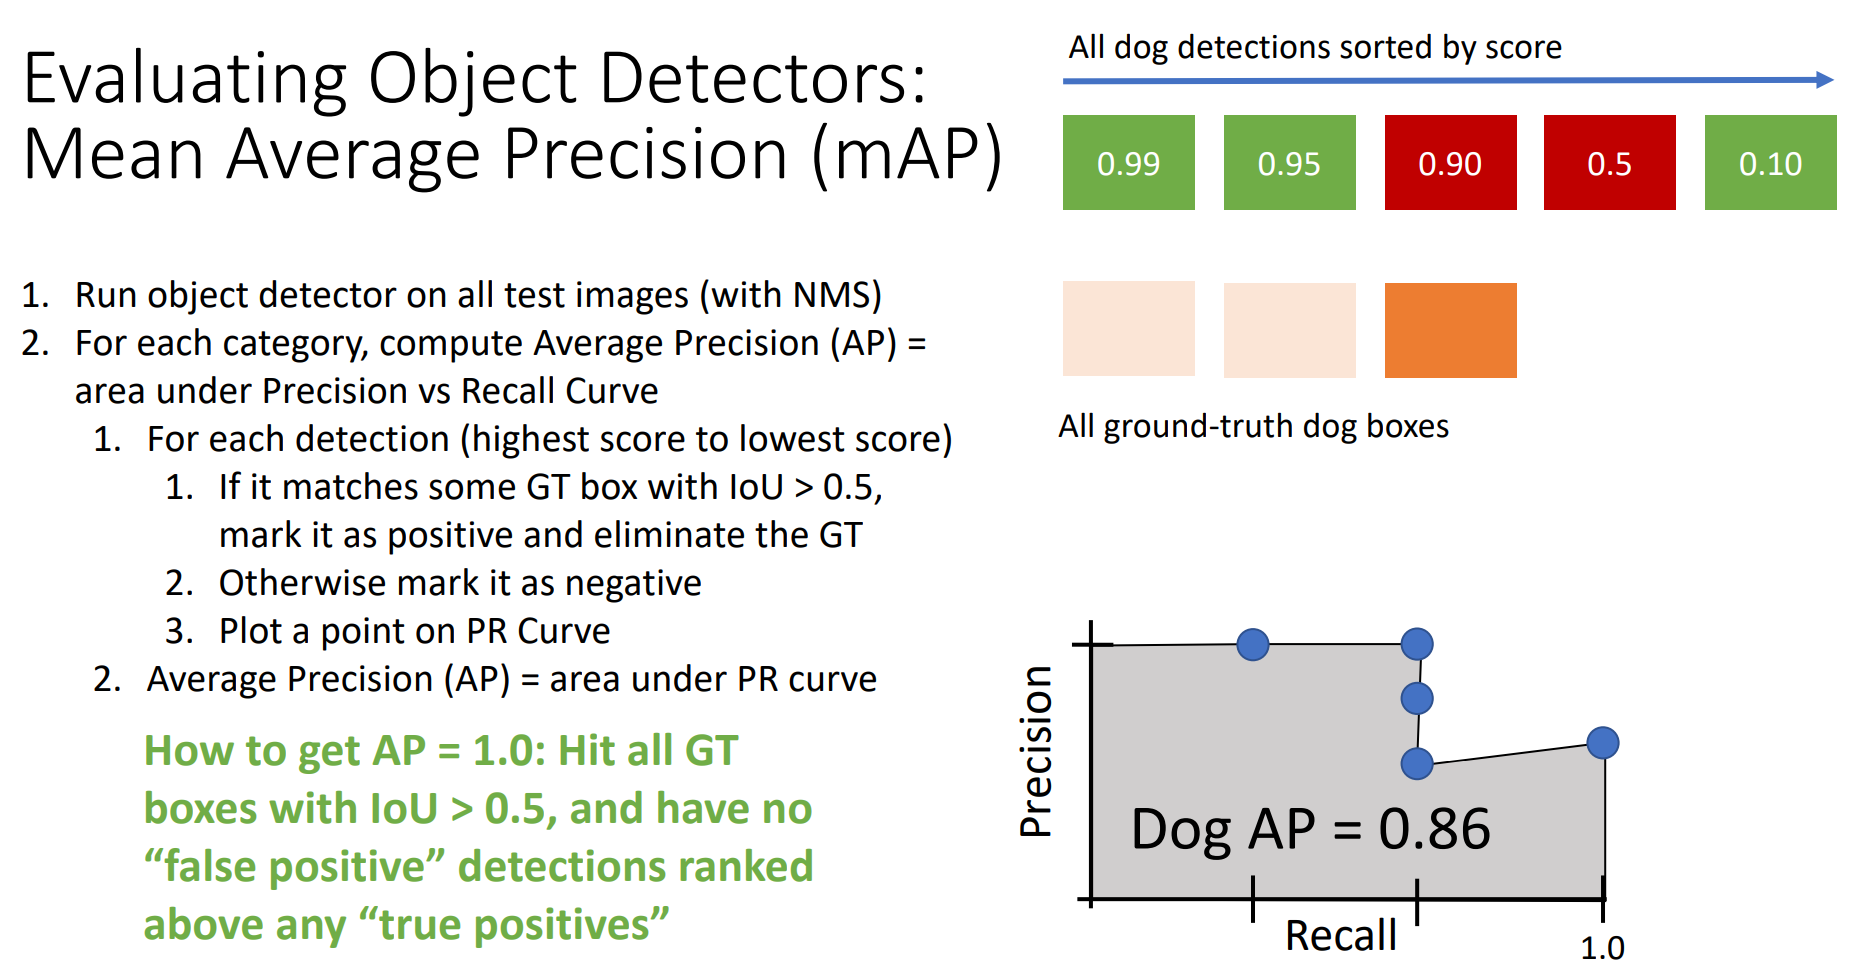 Evaluating Object Detectors:
Mean Average Precision (mAP)
1. Run object detector on all test images (with NMS)
2. For each category, compute Average Precision (AP) =
area under Precision vs Recall Curve
1. For each detection (highest score to lowest score)
1. If it matches some GT box with IoU > 0.5,
mark it as positive and eliminate the GT
2. Otherwise mark it as negative
3. Plot a point on PR Curve
2. Average Precision (AP) = area under PR curve
How to get AP = 1.0: Hit all GT
boxes with IoU > 0.5, and have no
“false positive” detections ranked
above any “true positives”
All dog detections sorted by score
0.99 0.95 0.90 0.5 0.10
All ground-truth dog boxes
Precision
Dog AP = 0.86
Recall
1.0